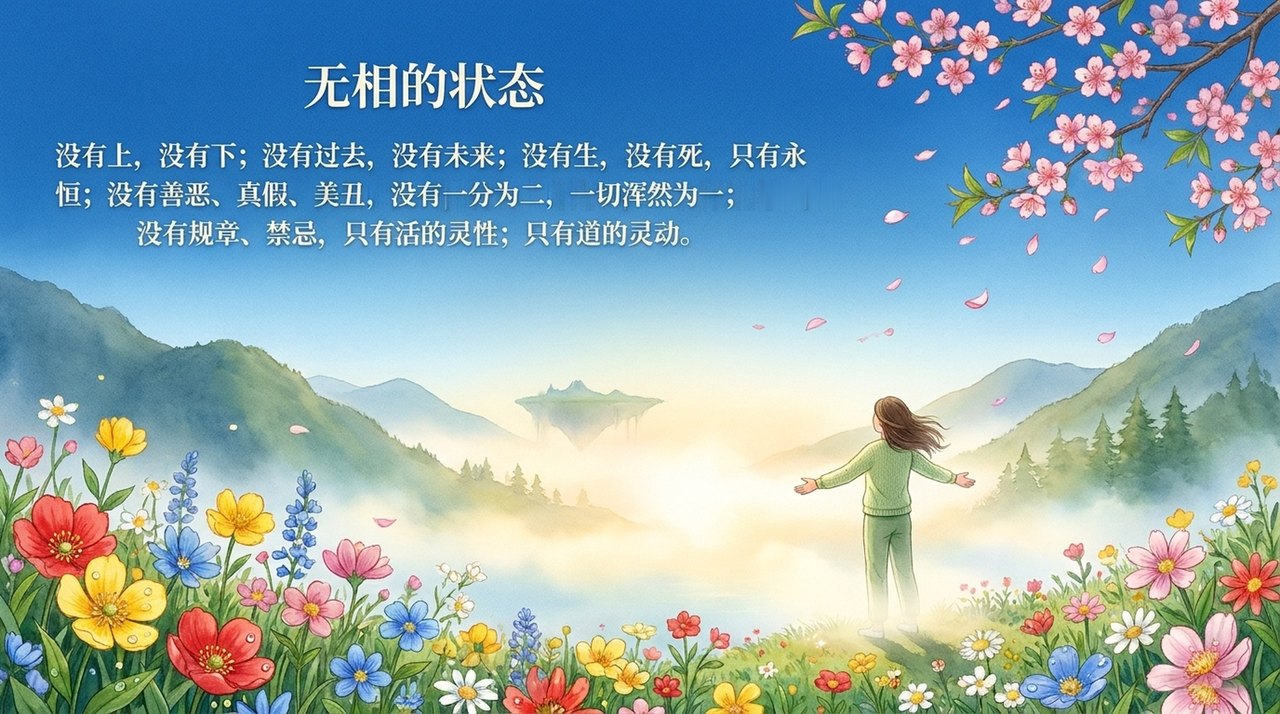 无相的状态
没有上，没有下；没有过去，没有未来；没有生，没有死，只有永
恒；没有善恶、真假、美丑，没有一分为二，一切浑然为一；
没有规章、禁忌，只有活的灵性；只有道的灵动。